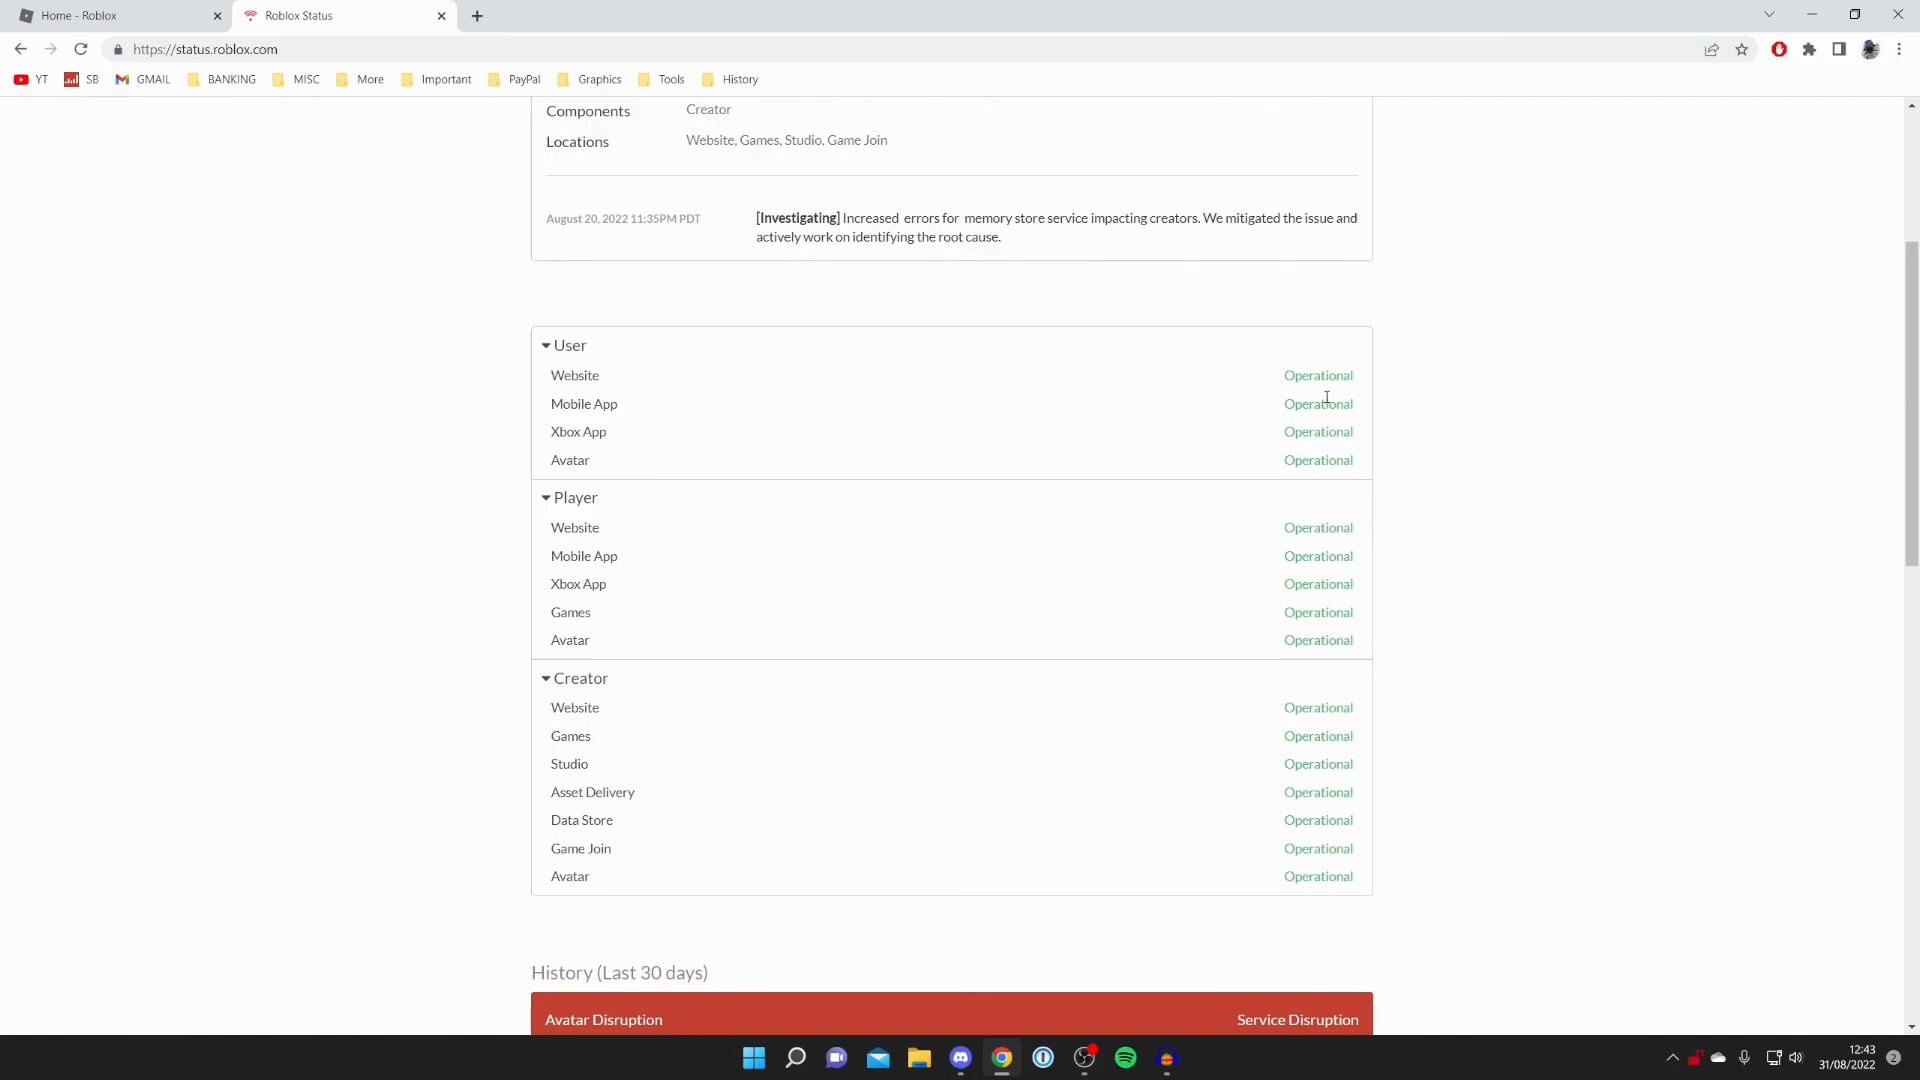 Home - Roblox
Roblox Status
https://status.roblox.com
YT SB GMAIL BANKING MISC More Important PayPal Graphics Tools History
Components Creator
Locations Website, Games, Studio, Game Join
August 20, 2022 11:35PM PDT [Investigating] Increased errors for memory store service impacting creators. We mitigated the issue and
actively work on identifying the root cause.
User
Website Operational
Mobile App Operational
Xbox App Operational
Avatar Operational
Player
Website Operational
Mobile App Operational
Xbox App Operational
Games Operational
Avatar Operational
Creator
Website Operational
Games Operational
Studio Operational
Asset Delivery Operational
Data Store Operational
Game Join Operational
Avatar Operational
History (Last 30 days)
Avatar Disruption Service Disruption
12:43
31/08/2022
2